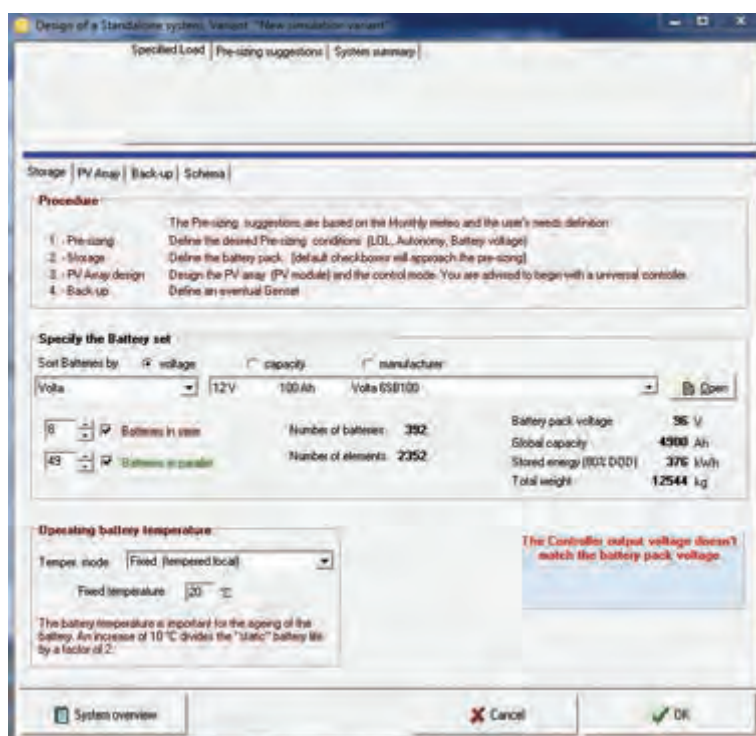 Design of a Standalone system, Variant "New simulation variant"
Specified Load Pre-sizing suggestions System summary
Storage PV Array Back-up Schema
Procedure
The Pre-sizing suggestions are based on the Monthly meteo and the user's needs definition
1 - Pre-sizing Define the desired Pre-sizing conditions (LOL, Autonomy, Battery voltage)
2 - Storage Define the battery pack (default checkboxes will approach the pre-sizing)
3 - PV Array design Design the PV array (PV module) and the control mode. You are advised to begin with a universal controller.
4 - Back-up Define an eventual Genset
Specify the Battery set
Sort Batteries by voltage capacity manufacturer
Volta 12 V 100 Ah Volta 6SB100 Open
8 Batteries in serie Number of batteries 392 Battery pack voltage 96 V
Global capacity 4900 Ah
49 Batteries in parallel Number of elements 2352 Stored energy (80% DOD) 376 kWh
Total weight 12544 kg
Operating battery temperature
Temper. mode Fixed (tempered local)
Fixed temperature 20 °C
The battery temperature is important for the ageing of the
battery. An increase of 10 °C divides the "static" battery life
by a factor of 2.
The Controller output voltage doesn't
match the battery pack voltage
System overview Cancel OK